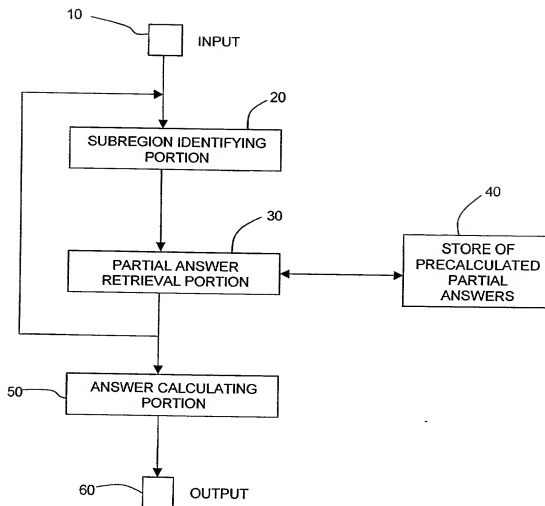 10
INPUT
20
SUBREGION IDENTIFYING
PORTION
30
PARTIAL ANSWER
RETRIEVAL PORTION
40
STORE OF
PRECALCULATED
PARTIAL
ANSWERS
50
ANSWER CALCULATING
PORTION
60
OUTPUT